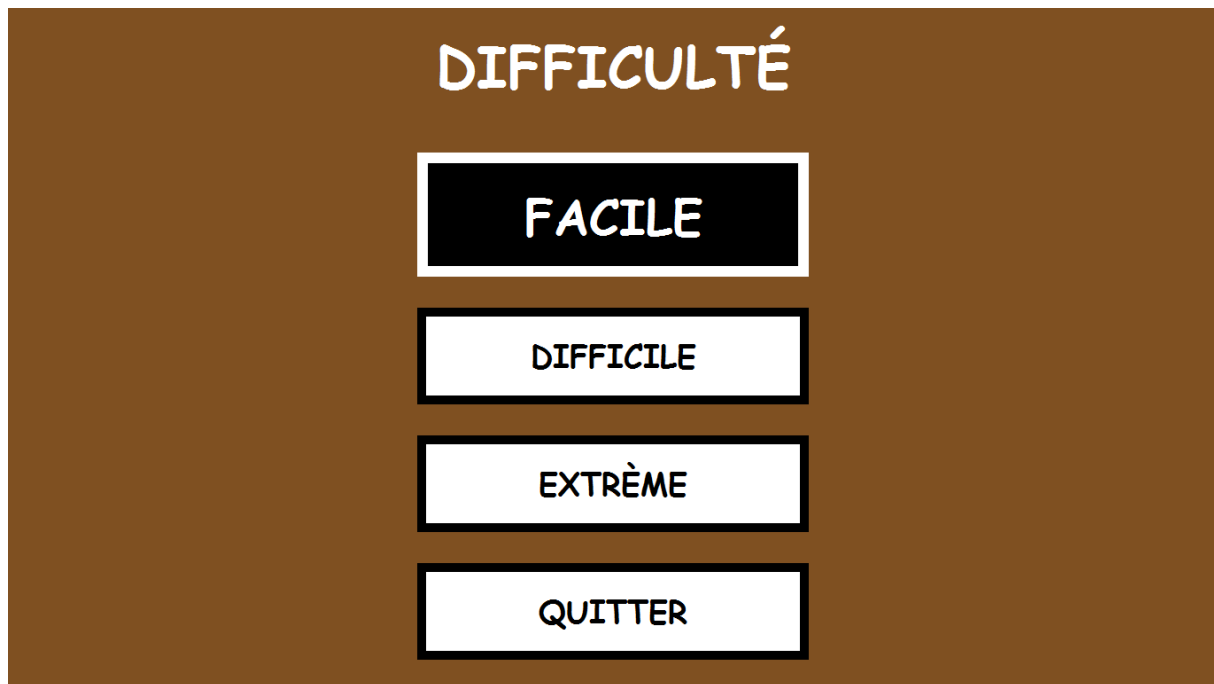 DIFFICULTÉ
FACILE
DIFFICILE
EXTRÈME
QUITTER